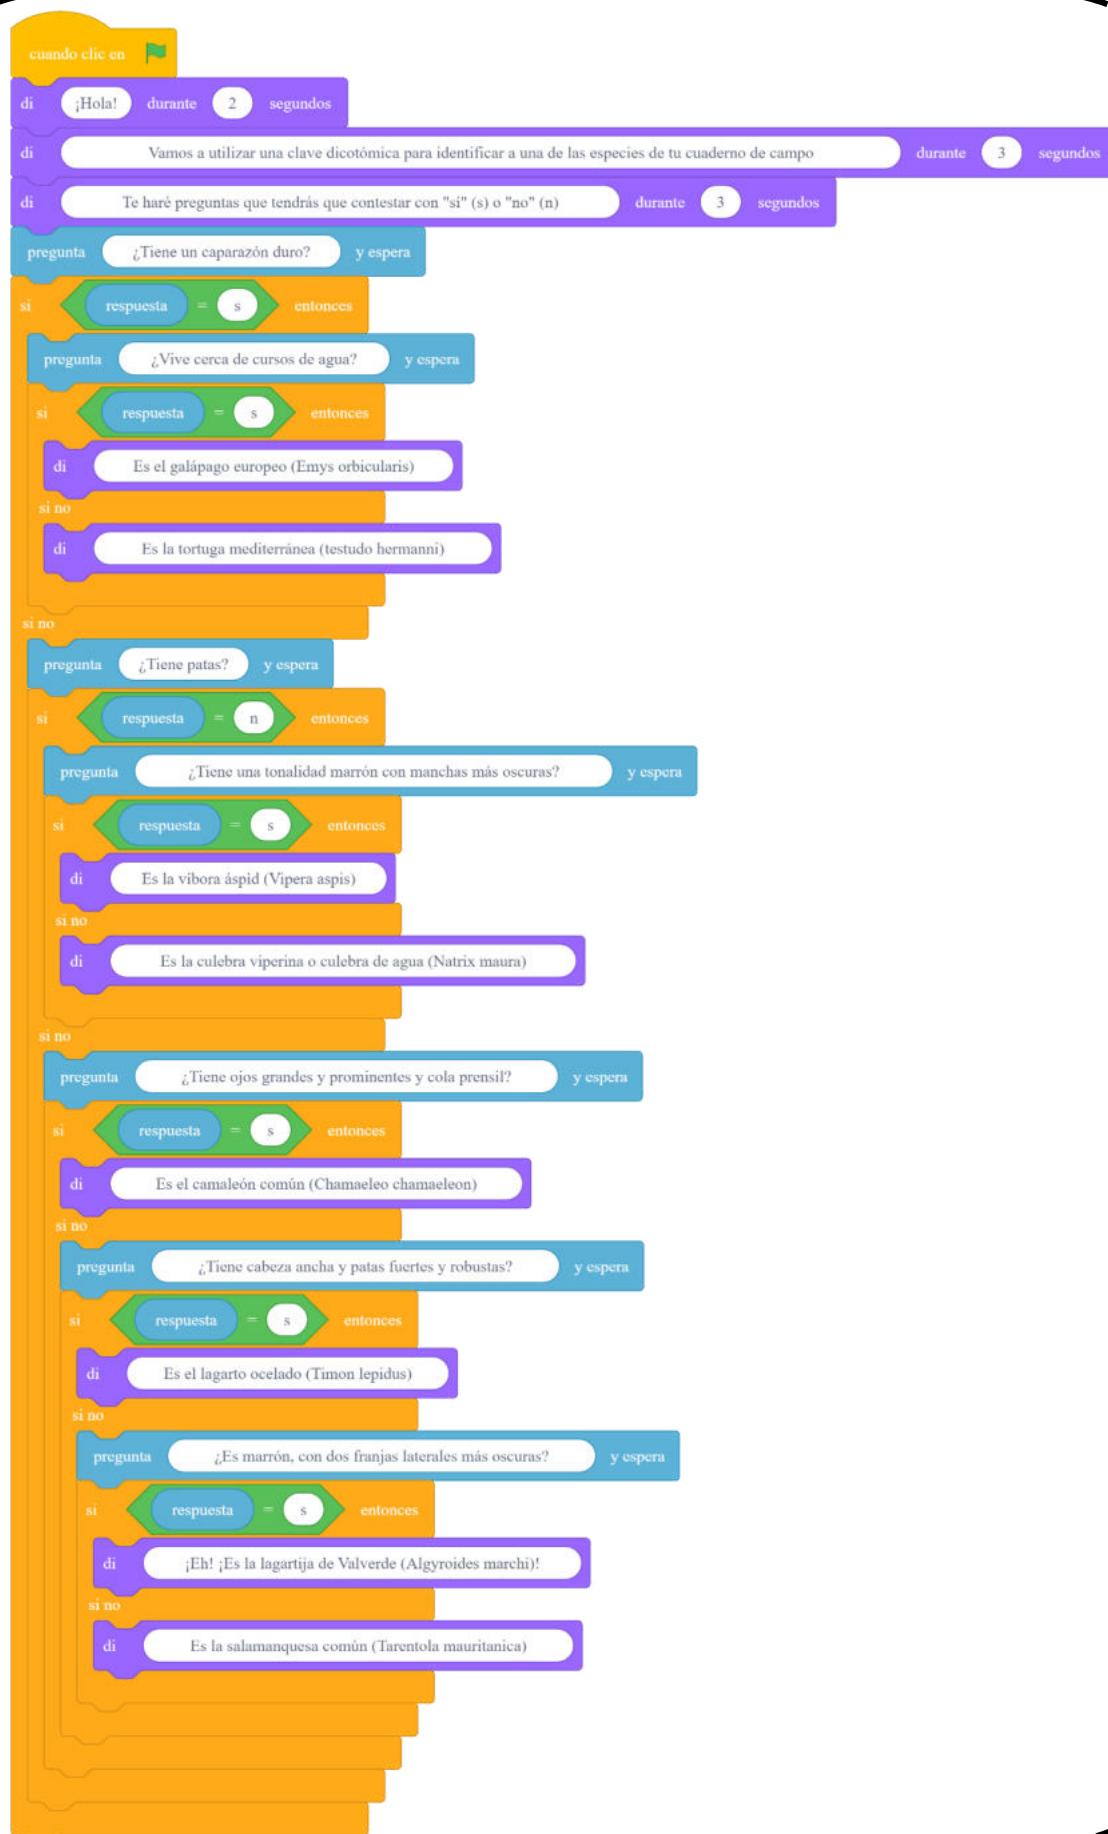 cuando clic en
di ¡Hola! durante 2 segundos
di Vamos a utilizar una clave dicotómica para identificar a una de las especies de tu cuaderno de campo durante 3 segundos
di Te haré preguntas que tendrás que contestar con "sí" (s) o "no" (n) durante 3 segundos
pregunta ¿Tiene un caparazón duro? y espera
si respuesta = s entonces
pregunta ¿Vive cerca de cursos de agua? y espera
si respuesta = s entonces
di Es el galápago europeo (Emys orbicularis)
si no
di Es la tortuga mediterránea (testudo hermanni)
si no
pregunta ¿Tiene patas? y espera
si respuesta = n entonces
pregunta ¿Tiene una tonalidad marrón con manchas más oscuras? y espera
si respuesta = s entonces
di Es la víbora áspid (Vipera aspis)
si no
di Es la culebra viperina o culebra de agua (Natrix maura)
si no
pregunta ¿Tiene ojos grandes y prominentes y cola prensil? y espera
si respuesta = s entonces
di Es el camaleón común (Chamaeleo chamaeleon)
si no
pregunta ¿Tiene cabeza ancha y patas fuertes y robustas? y espera
si respuesta = s entonces
di Es el lagarto ocelado (Timon lepidus)
si no
pregunta ¿Es marrón, con dos franjas laterales más oscuras? y espera
si respuesta = s entonces
di ¡Eh! ¡Es la lagartija de Valverde (Algyroides marchi)!
si no
di Es la salamanquesa común (Tarentola mauritanica)